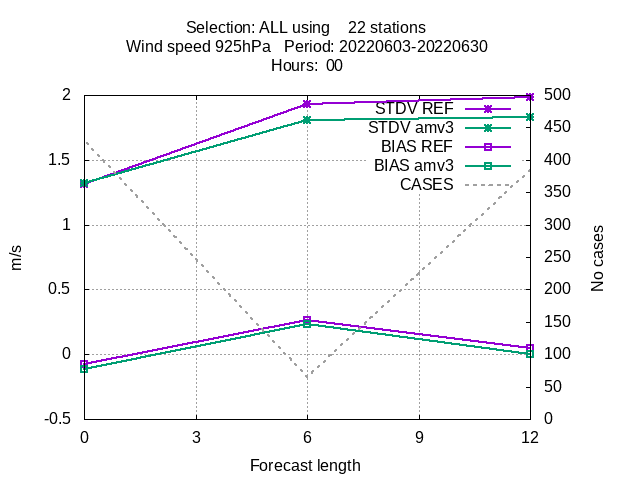 Selection: ALL using    22 stations
Wind speed 925hPa   Period: 20220603-20220630
Hours:  00
2
1.5
1
0.5
0
-0.5
m/s
STDV REF
STDV amv3
BIAS REF
BIAS amv3
CASES
500
450
400
350
300
250
200
150
100
50
0
No cases
0 3 6 9 12
Forecast length